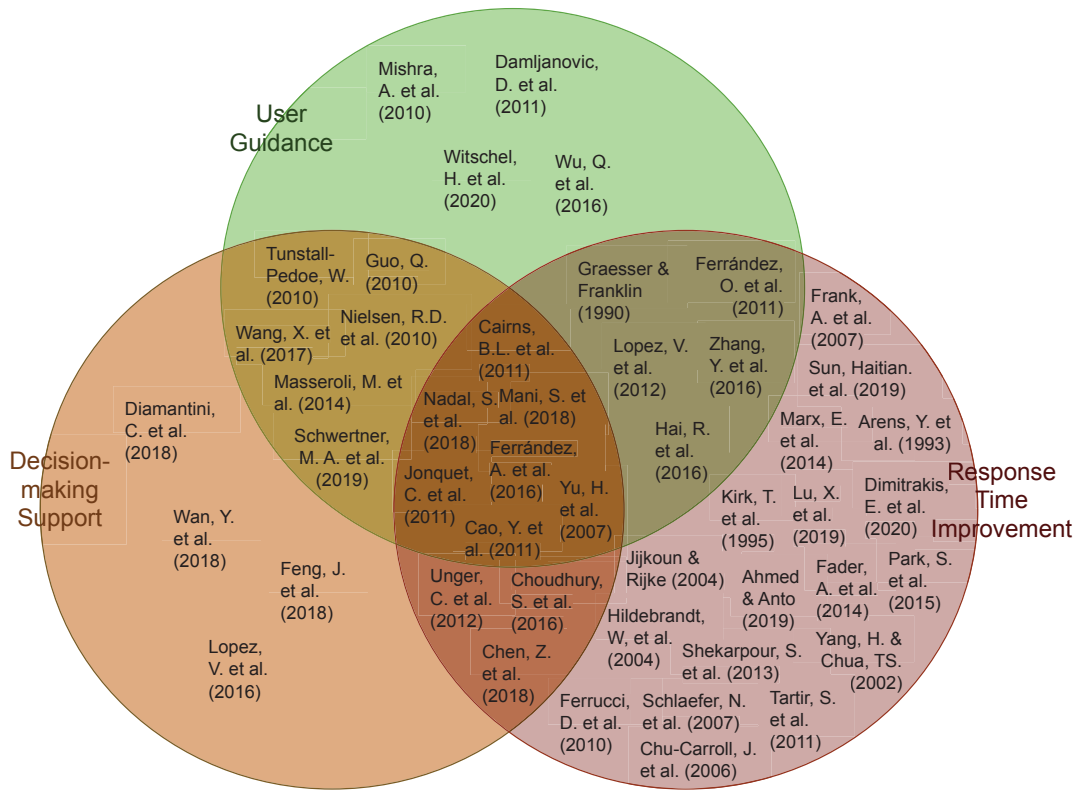 Mishra,
A. et al.
(2010)
Damljanovic,
D. et al.
(2011)
User
Guidance
Witschel,
H. et al.
(2020)
Wu, Q.
et al.
(2016)
Tunstall-
Pedoe, W.
(2010)
Guo, Q.
(2010)
Graesser &
Franklin
(1990)
Ferrández,
O. et al.
(2011)
Frank,
A. et al.
(2007)
Wang, X. et
al. (2017)
Nielsen, R.D.
et al. (2010)
Cairns,
B.L. et al.
(2011)
Lopez, V.
et al.
(2012)
Zhang,
Y. et al.
(2016)
Sun, Haitian.
et al. (2019)
Masseroli, M. et
al. (2014)
Nadal, S.
et al.
(2018)
Mani, S. et
al. (2018)
Diamantini,
C. et al.
(2018)
Schwertner,
M. A. et al.
(2019)
Hai, R.
et al.
(2016)
Marx, E.
et al.
(2014)
Arens, Y. et
al. (1993)
Decision-
making
Support
Jonquet,
C. et al.
(2011)
Ferrández,
A. et al.
(2016)
Yu, H.
et al.
(2007)
Cao, Y. et
al. (2011)
Kirk, T.
et al.
(1995)
Lu, X.
et al.
(2019)
Dimitrakis,
E. et al.
(2020)
Response
Time
Improvement
Wan, Y.
et al.
(2018)
Feng, J.
et al.
(2018)
Unger,
C. et al.
(2012)
Choudhury,
S. et al.
(2016)
Jijkoun &
Rijke (2004)
Ahmed
& Anto
(2019)
Fader,
A. et al.
(2014)
Park, S.
et al.
(2015)
Lopez,
V. et al.
(2016)
Chen, Z.
et al.
(2018)
Hildebrandt,
W, et al.
(2004)
Shekarpour, S.
et al. (2013)
Yang, H. &
Chua, TS.
(2002)
Ferrucci,
D. et al.
(2010)
Schlaefer, N.
et al. (2007)
Tartir, S.
et al.
(2011)
Chu-Carroll, J.
et al. (2006)